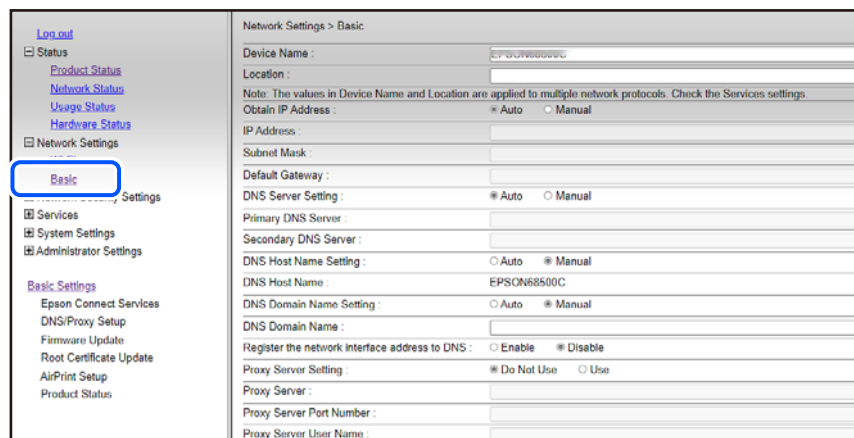 Log out
Status
Product Status
Network Status
Usage Status
Hardware Status
Network Settings
Basic
Settings
Services
System Settings
Administrator Settings
Basic Settings
Epson Connect Services
DNS/Proxy Setup
Firmware Update
Root Certificate Update
AirPrint Setup
Product Status
Network Settings > Basic
Device Name :
Location :
Note: The values in Device Name and Location are applied to multiple network protocols. Check the Services settings.
Obtain IP Address : Auto Manual
IP Address :
Subnet Mask :
Default Gateway :
DNS Server Setting : Auto Manual
Primary DNS Server :
Secondary DNS Server :
DNS Host Name Setting : Auto Manual
DNS Host Name : EPSON68500C
DNS Domain Name Setting : Auto Manual
DNS Domain Name :
Register the network interface address to DNS : Enable Disable
Proxy Server Setting : Do Not Use Use
Proxy Server :
Proxy Server Port Number :
Proxy Server User Name :